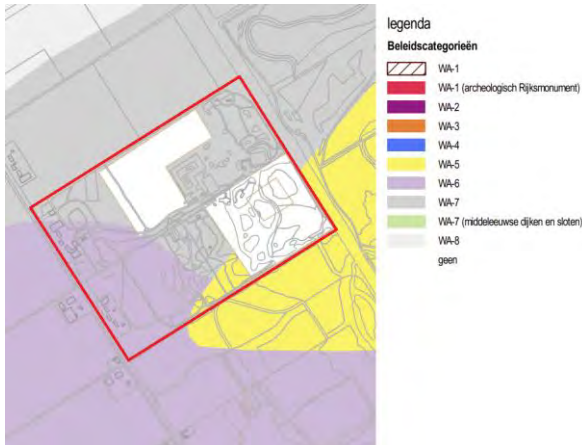 legenda
Beleidscategorieën
WA-1
WA-1 (archeologisch Rijksmonument)
WA-2
WA-3
WA-4
WA-5
WA-6
WA-7
WA-7 (middeleeuwse dijken en sloten)
WA-8
geen